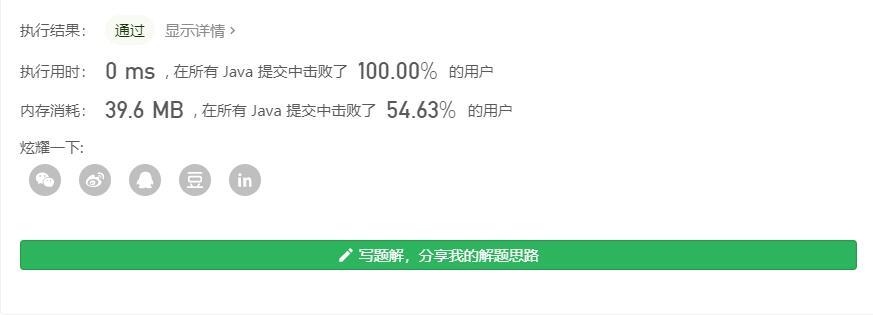 执行结果： 通过 显示详情 >
执行用时： 0 ms , 在所有 Java 提交中击败了 100.00% 的用户
内存消耗： 39.6 MB , 在所有 Java 提交中击败了 54.63% 的用户
炫耀一下:
豆 in
写题解，分享我的解题思路